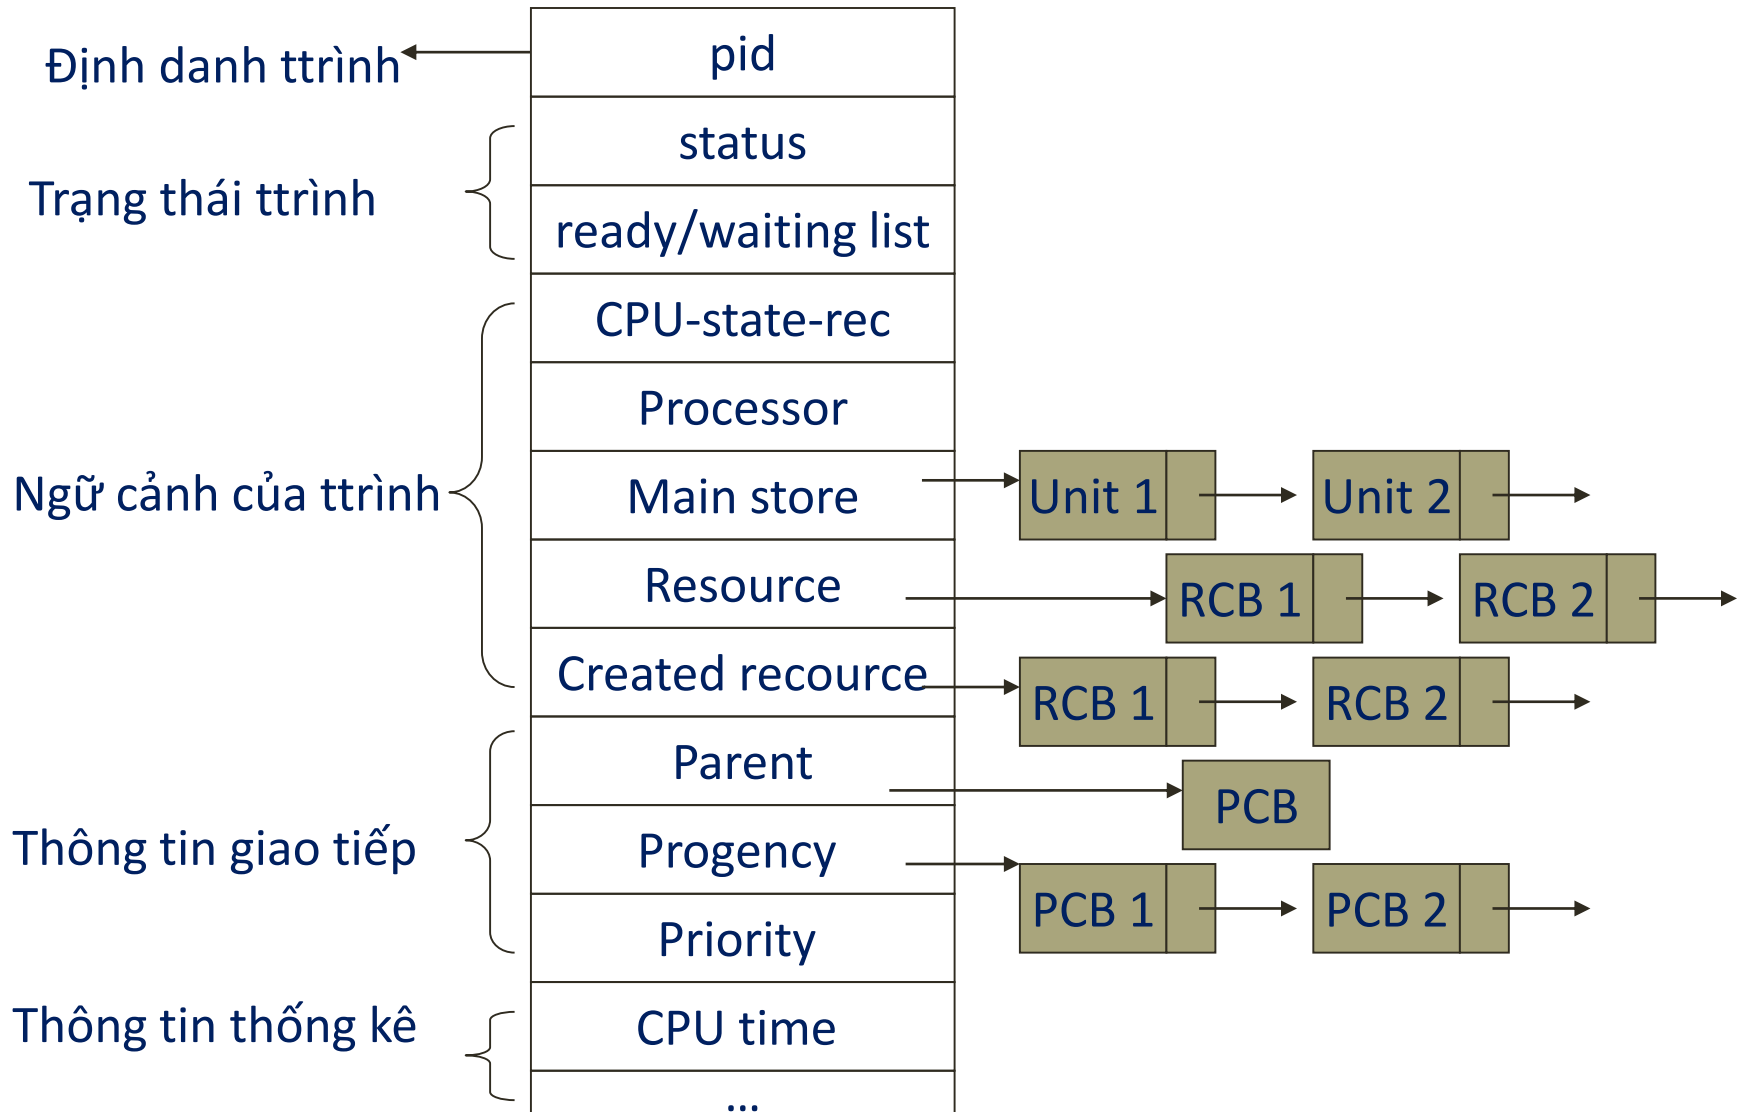 Định danh ttrình
pid
status
Trạng thái ttrình
ready/waiting list
CPU-state-rec
Processor
Ngữ cảnh của ttrình
Main store
Unit 1
Unit 2
Resource
RCB 1
RCB 2
Created recource
RCB 1
RCB 2
Parent
PCB
Thông tin giao tiếp
Progency
PCB 1
PCB 2
Priority
Thông tin thống kê
CPU time
...